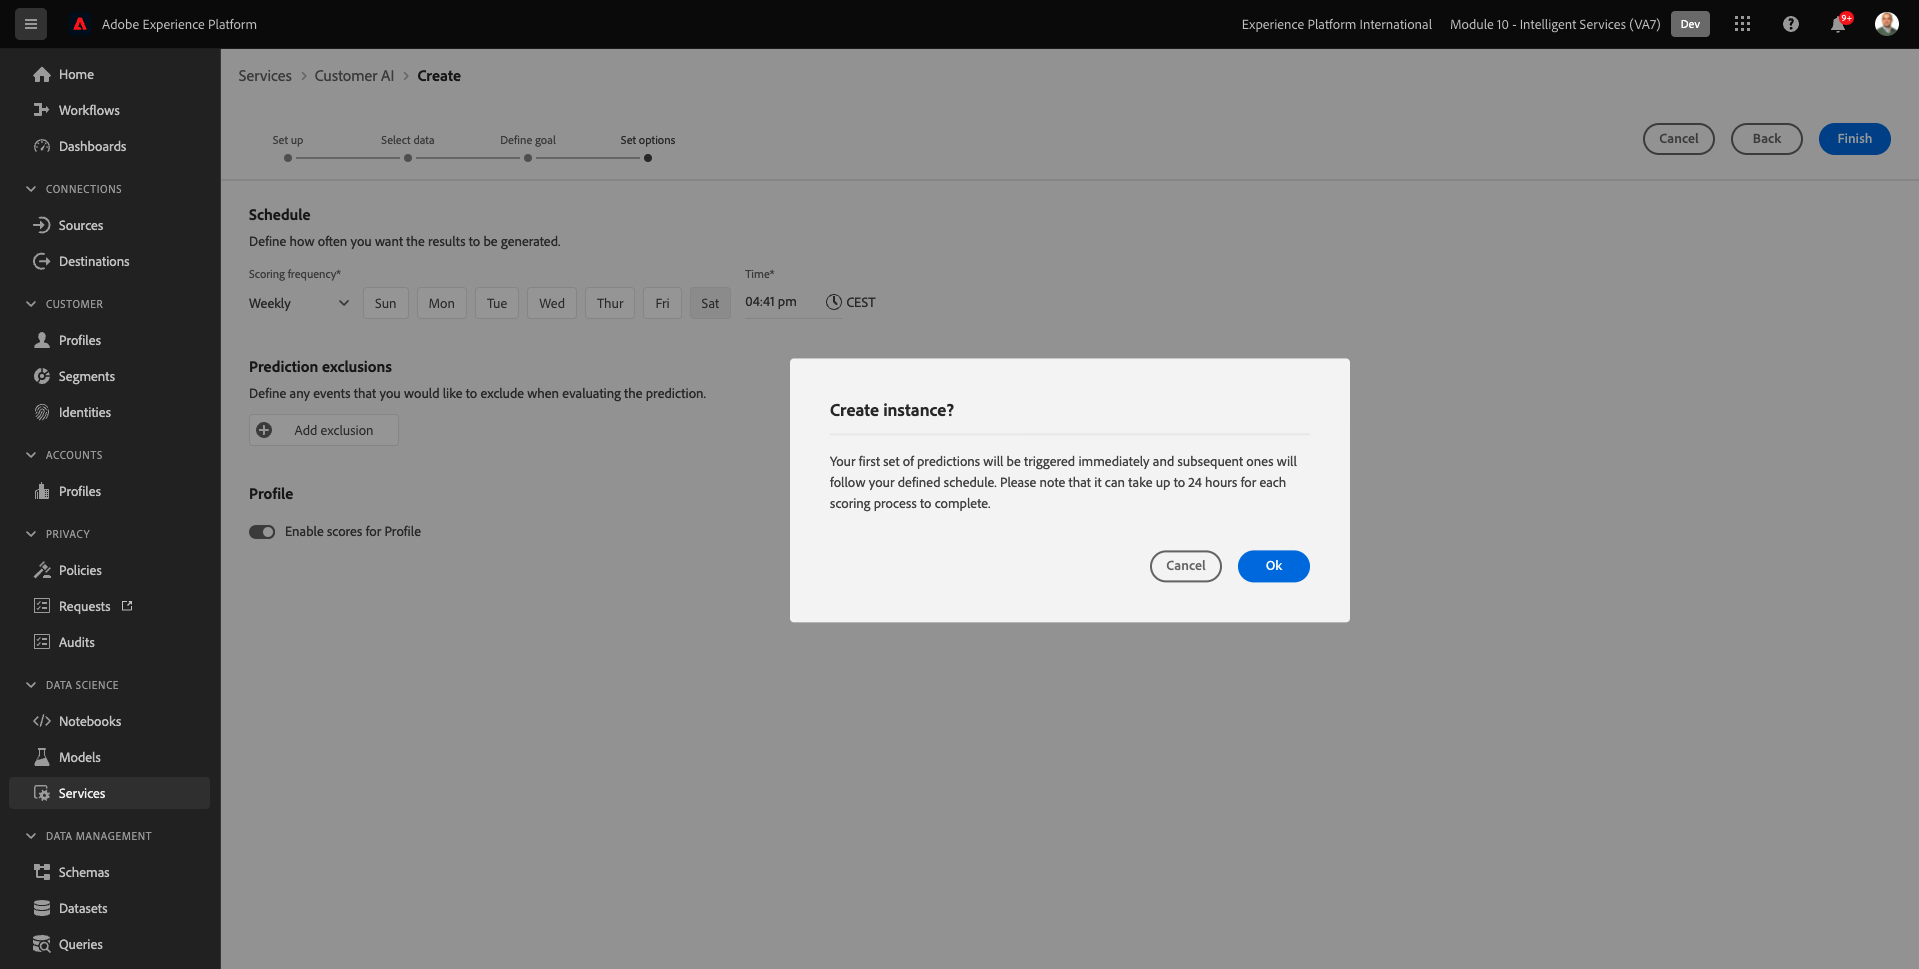 Adobe Experience Platform
Experience Platform International
Module 10 - Intelligent Services (VA7)
Dev
9+
Home
Workflows
Dashboards
CONNECTIONS
Sources
Destinations
CUSTOMER
Profiles
Segments
Identities
ACCOUNTS
Profiles
PRIVACY
Policies
Requests
Audits
DATA SCIENCE
Notebooks
Models
Services
DATA MANAGEMENT
Schemas
Datasets
Queries
Services > Customer AI > Create
Set up Select data Define goal Set options
Cancel Back Finish
Schedule
Define how often you want the results to be generated.
Scoring frequency* Time*
Weekly Sun Mon Tue Wed Thur Fri Sat 04:41 pm CEST
Prediction exclusions
Define any events that you would like to exclude when evaluating the prediction.
Add exclusion
Profile
Enable scores for Profile
Create instance?
Your first set of predictions will be triggered immediately and subsequent ones will
follow your defined schedule. Please note that it can take up to 24 hours for each
scoring process to complete.
Cancel Ok